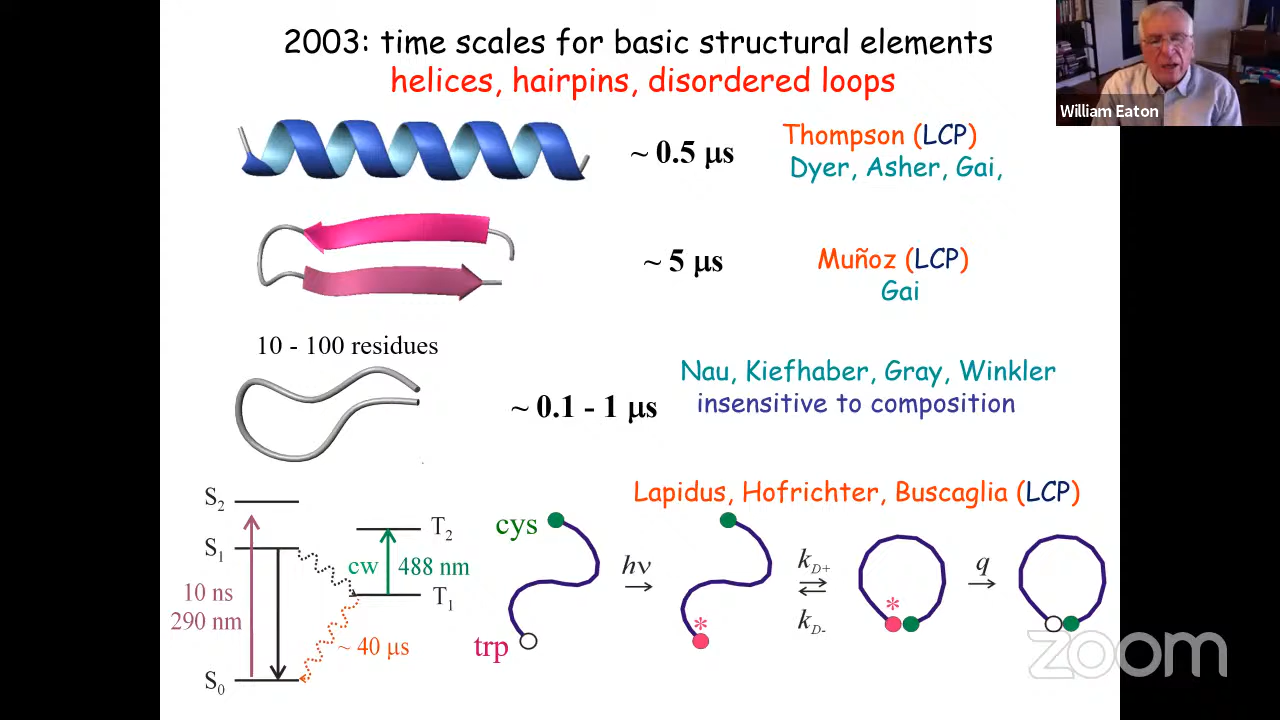 2003: time scales for basic structural elements
helices, hairpins, disordered loops
William Eaton
~ 0.5 μs
Thompson (LCP)
Dyer, Asher, Gai,
~ 5 μs
Muñoz (LCP)
Gai
10 - 100 residues
~ 0.1 - 1 μs
Nau, Kiefhaber, Gray, Winkler
insensitive to composition
Lapidus, Hofrichter, Buscaglia (LCP)
S2
S1
S0
T2
T1
10 ns
290 nm
cw
488 nm
~ 40 μs
cys
trp
hν
*
kD+
kD-
*
q
zoom